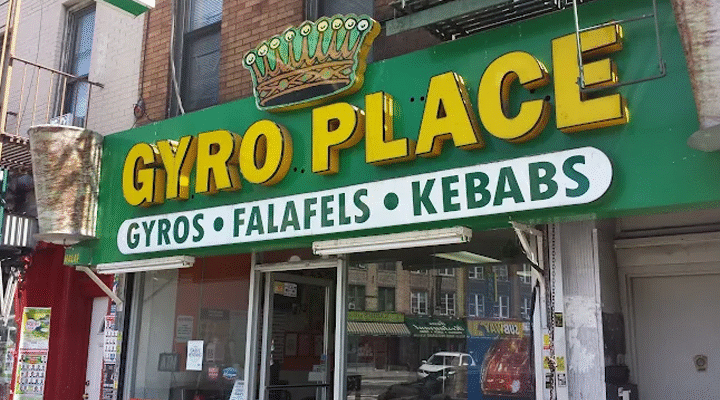 GYRO PLACE
GYROS • FALAFELS • KEBABS